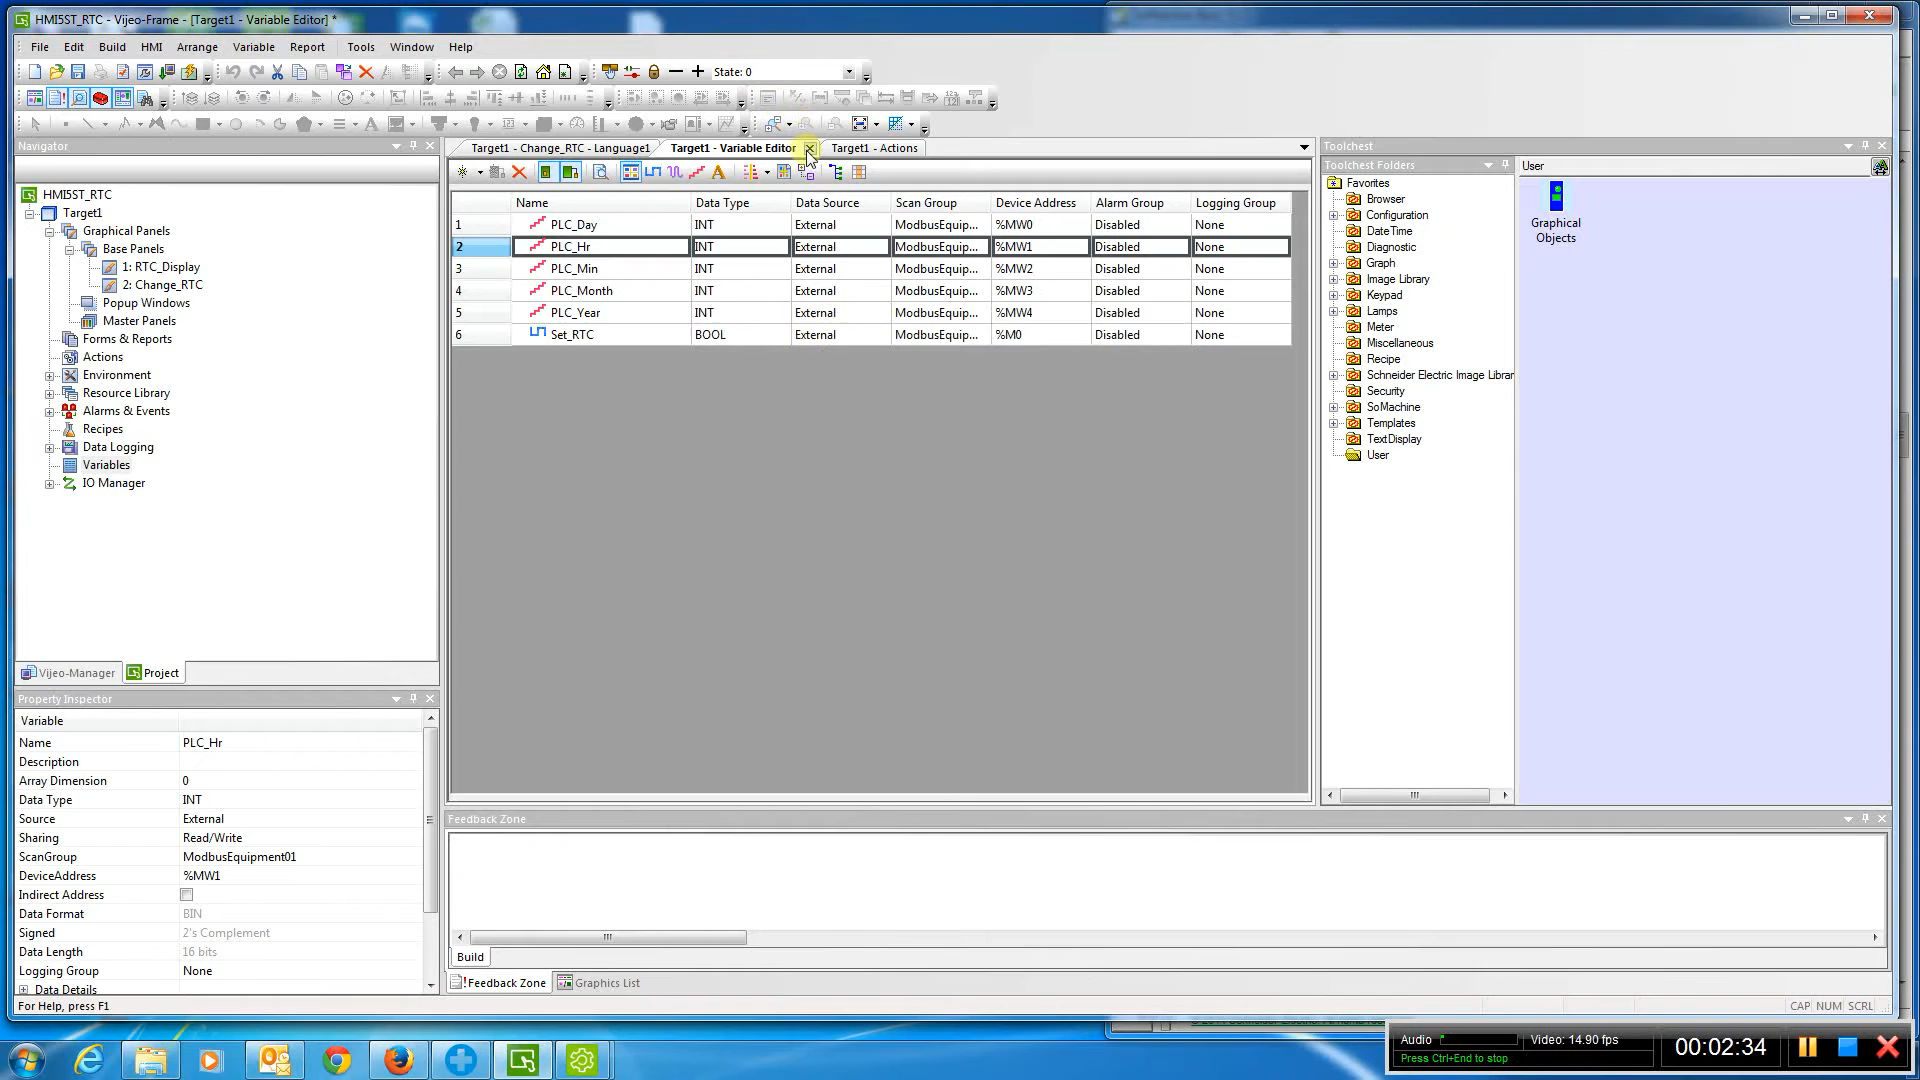 HMI5ST_RTC - Vijeo-Frame - [Target1 - Variable Editor] *
File Edit Build HMI Arrange Variable Report Tools Window Help
State: 0
Navigator
HMI5ST_RTC
Target1
Graphical Panels
Base Panels
1: RTC_Display
2: Change_RTC
Popup Windows
Master Panels
Forms & Reports
Actions
Environment
Resource Library
Alarms & Events
Recipes
Data Logging
Variables
IO Manager
Vijeo-Manager Project
Property Inspector
Variable
Name PLC_Hr
Description
Array Dimension 0
Data Type INT
Source External
Sharing Read/Write
ScanGroup ModbusEquipment01
DeviceAddress %MW1
Indirect Address
Data Format BIN
Signed 2's Complement
Data Length 16 bits
Logging Group None
Data Details
For Help, press F1
Target1 - Change_RTC - Language1 Target1 - Variable Editor Target1 - Actions
Name Data Type Data Source Scan Group Device Address Alarm Group Logging Group
1 PLC_Day INT External ModbusEquip... %MW0 Disabled None
2 PLC_Hr INT External ModbusEquip... %MW1 Disabled None
3 PLC_Min INT External ModbusEquip... %MW2 Disabled None
4 PLC_Month INT External ModbusEquip... %MW3 Disabled None
5 PLC_Year INT External ModbusEquip... %MW4 Disabled None
6 Set_RTC BOOL External ModbusEquip... %M0 Disabled None
Toolchest
Toolchest Folders
Favorites
Browser
Configuration
DateTime
Diagnostic
Graph
Image Library
Keypad
Lamps
Meter
Miscellaneous
Recipe
Schneider Electric Image Librar
Security
SoMachine
Templates
TextDisplay
User
User
Graphical
Objects
Feedback Zone
Build
Feedback Zone Graphics List
CAP NUM SCRL
Audio Video: 14.90 fps
Press Ctrl+End to stop
00:02:34